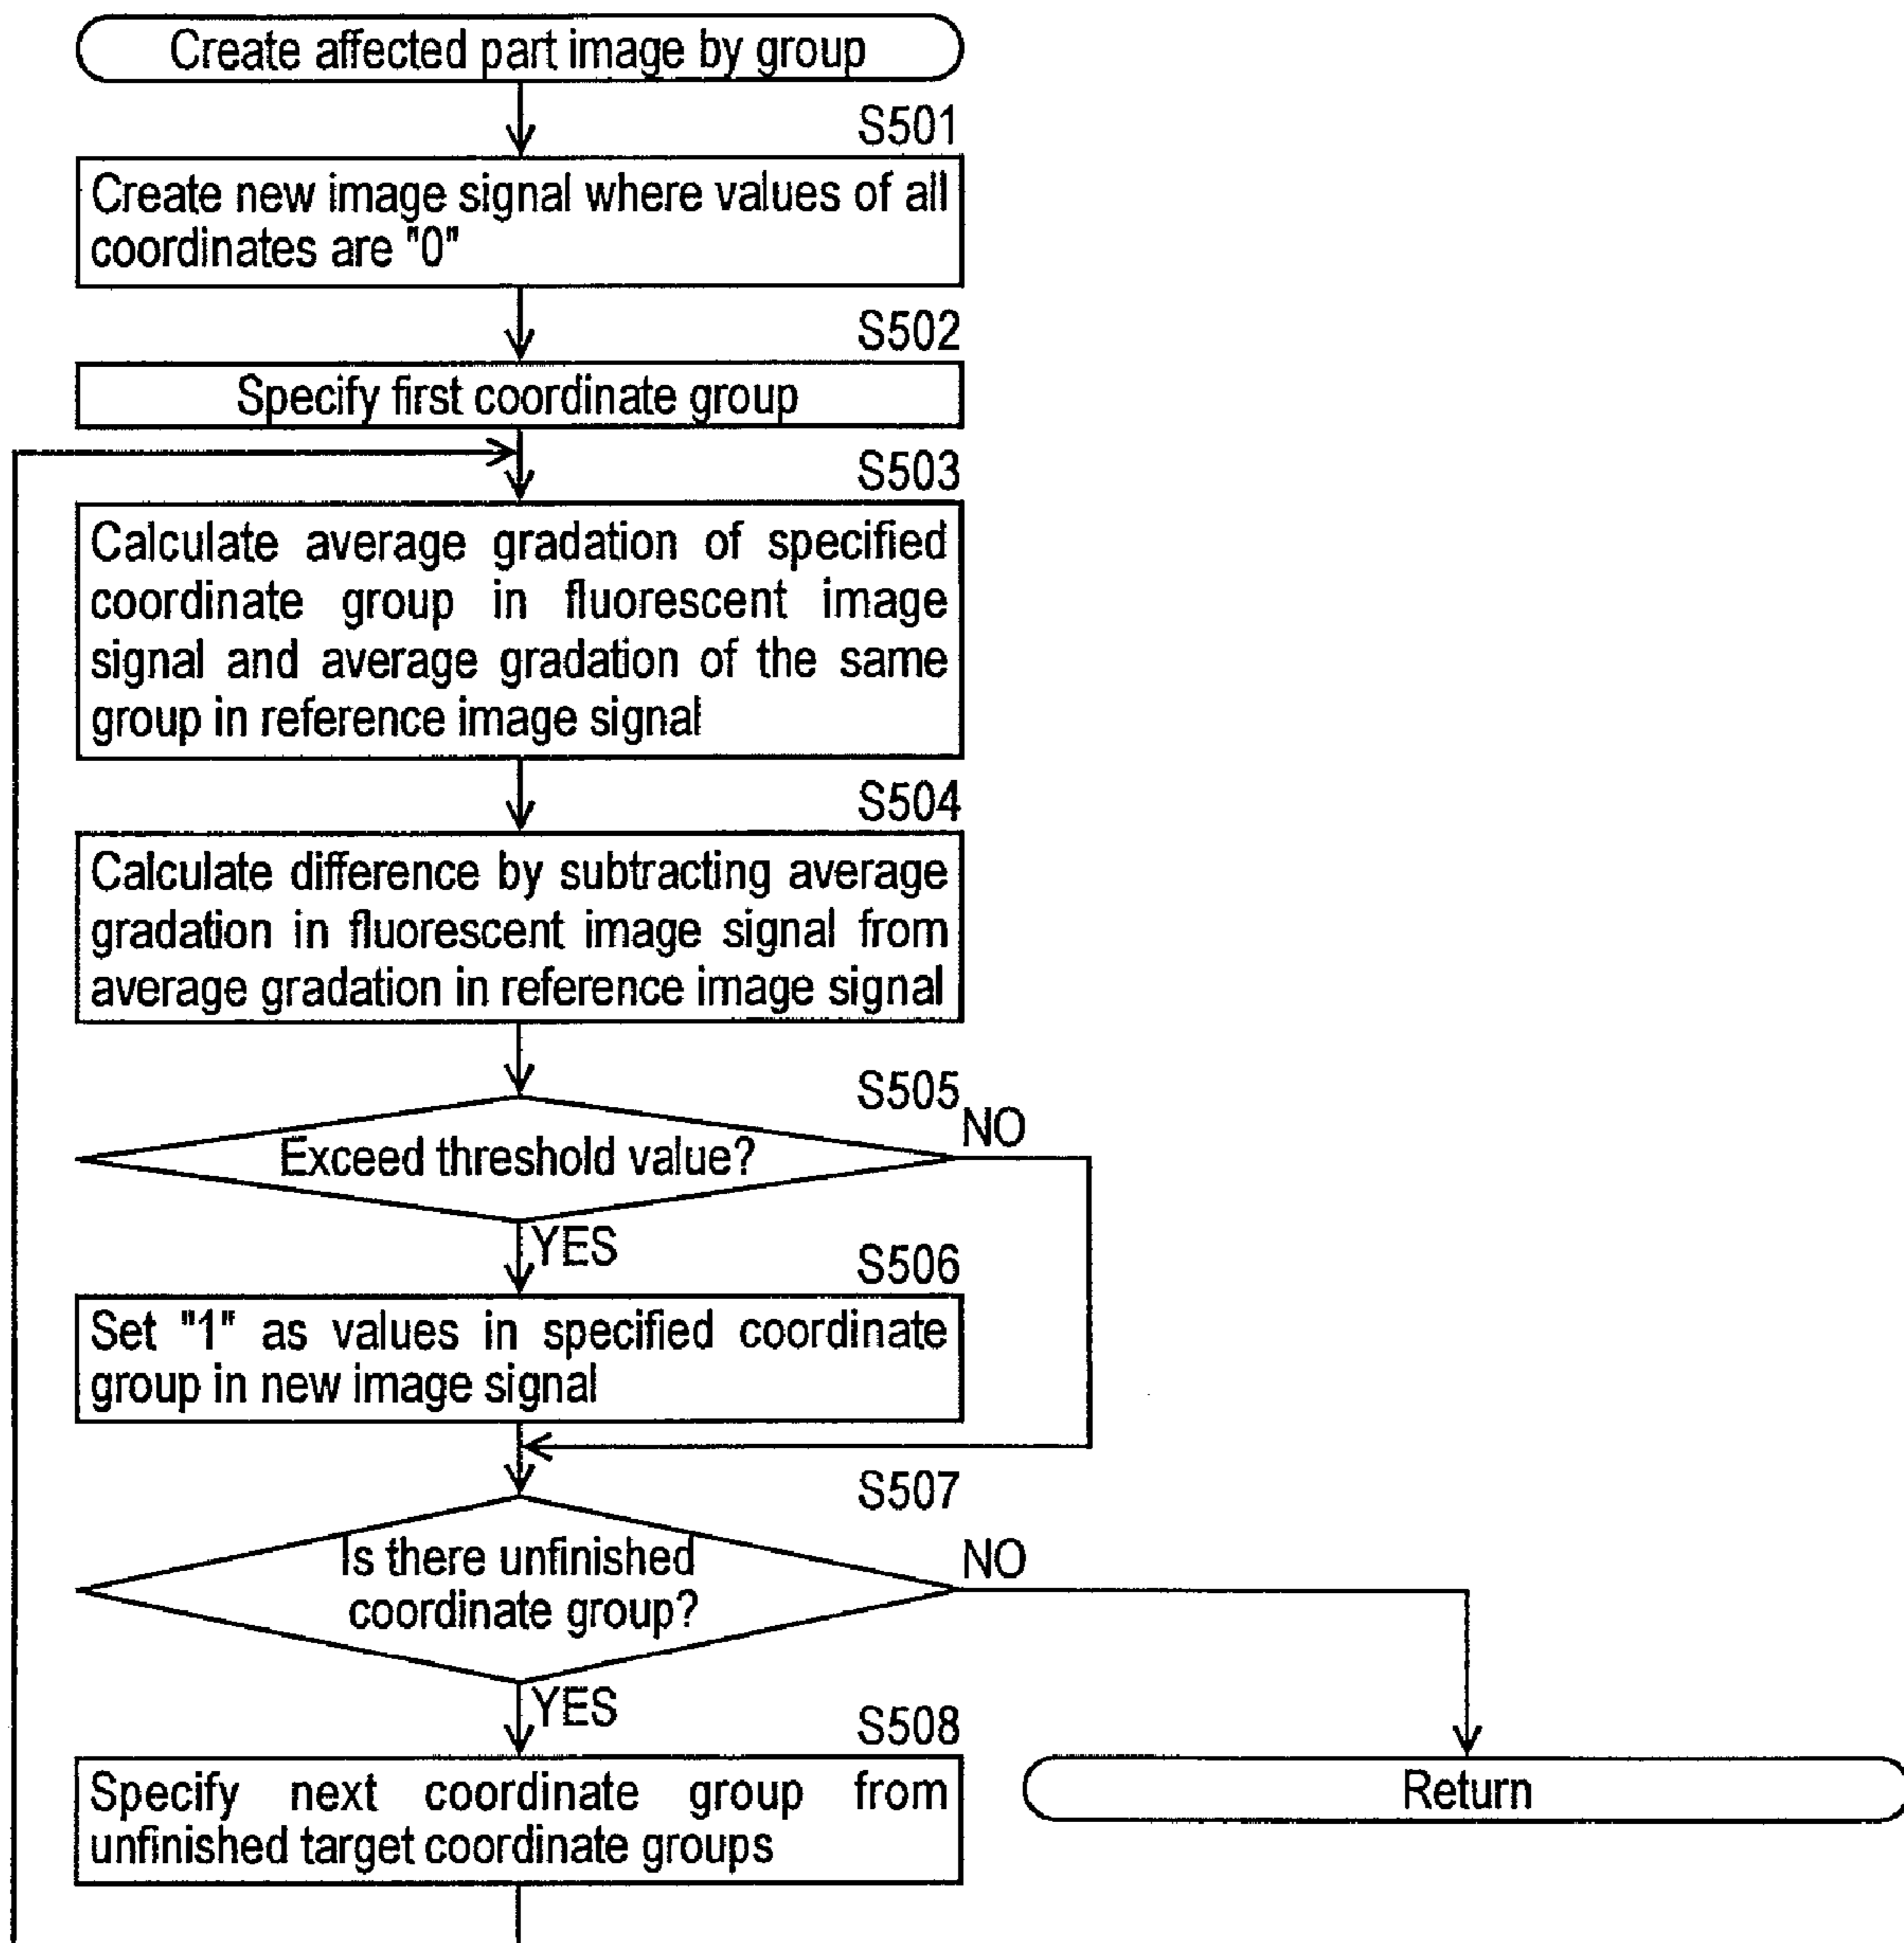 Create affected part image by group
S501
Create new image signal where values of all
coordinates are "0"
S502
Specify first coordinate group
S503
Calculate average gradation of specified
coordinate group in fluorescent image
signal and average gradation of the same
group in reference image signal
S504
Calculate difference by subtracting average
gradation in fluorescent image signal from
average gradation in reference image signal
S505
NO
Exceed threshold value?
YES
S506
Set "1" as values in specified coordinate
group in new image signal
S507
NO
Is there unfinished
coordinate group?
YES
S508
Specify next coordinate group from
unfinished target coordinate groups
Return